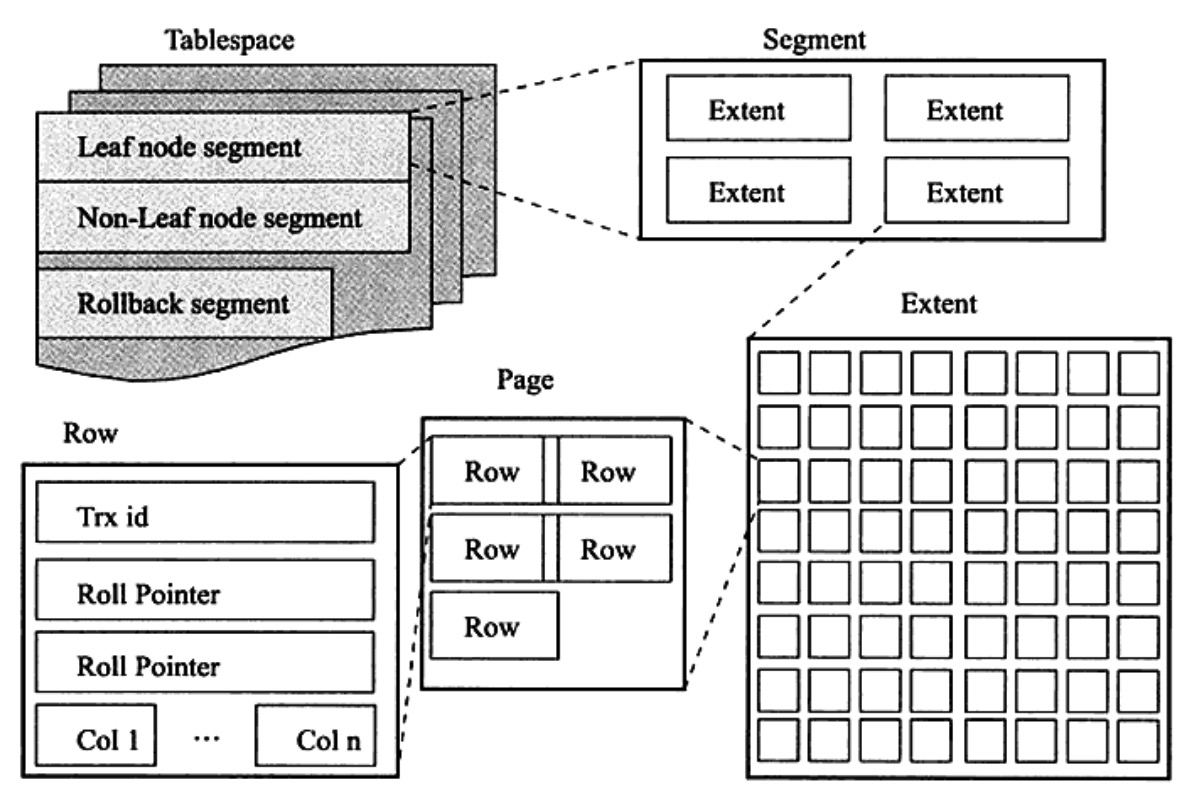 Tablespace
Leaf node segment
Non-Leaf node segment
Rollback segment
Segment
Extent Extent
Extent Extent
Extent
Page
Row Row
Row Row
Row
Row
Trx id
Roll Pointer
Roll Pointer
Col 1 ... Col n